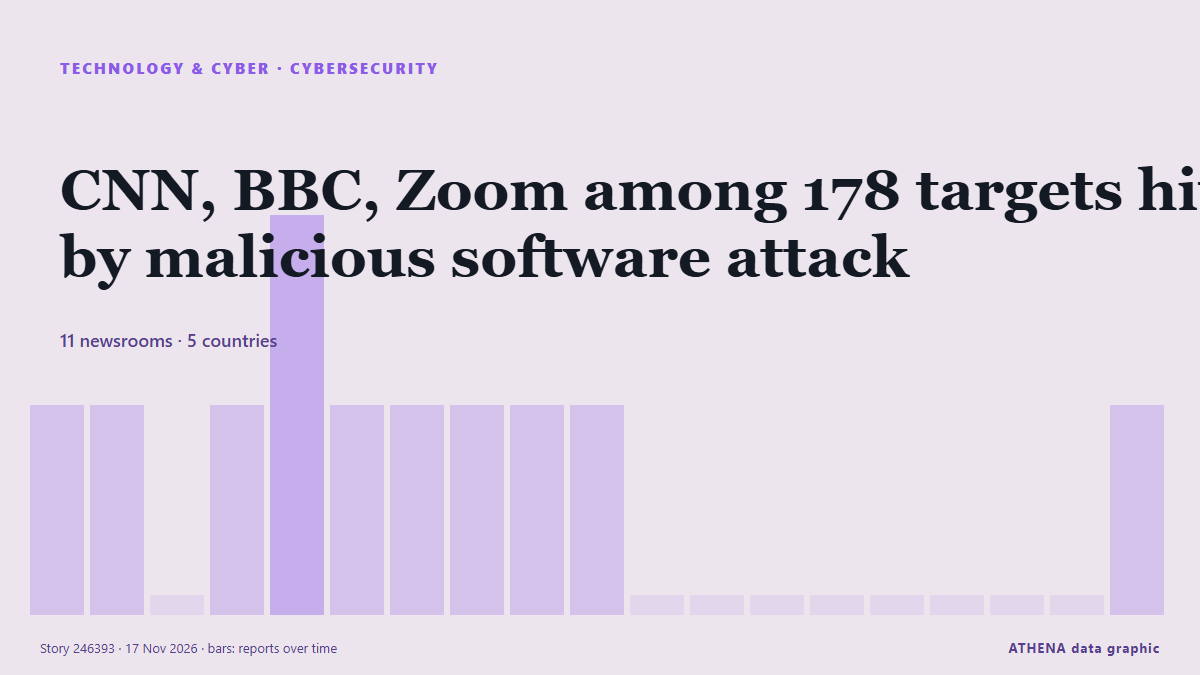 TECHNOLOGY & CYBER · CYBERSECURITY
CNN, BBC, Zoom among 178 targets hit
by malicious software attack
11 newsrooms · 5 countries
Story 246393 · 17 Nov 2026 · bars: reports over time
ATHENA data graphic